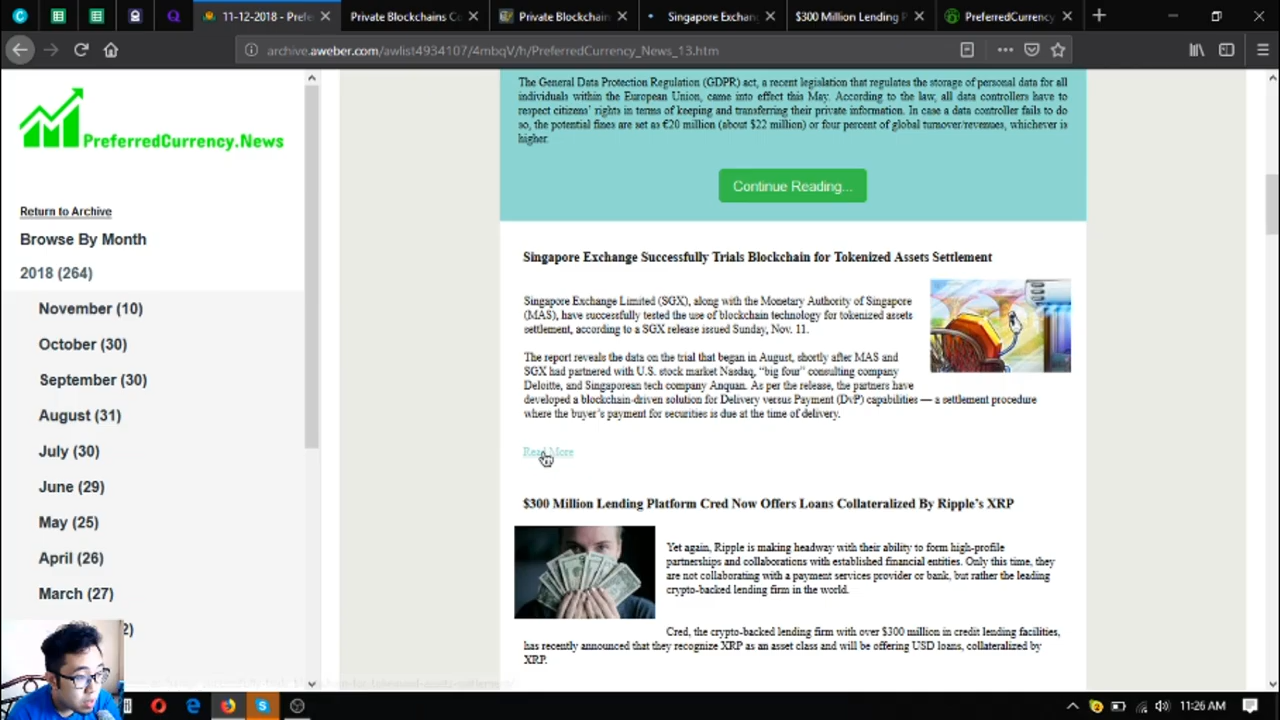 11-12-2018 - Prefe
Private Blockchains Co
Private Blockchain
Singapore Exchan
$300 Million Lending P
PreferredCurrency
archive.aweber.com/awlist4934107/4mbqV/h/PreferredCurrency_News_13.htm
PreferredCurrency.News
Return to Archive
Browse By Month
2018 (264)
November (10)
October (30)
September (30)
August (31)
July (30)
June (29)
May (25)
April (26)
March (27)
2)
The General Data Protection Regulation (GDPR) act, a recent legislation that regulates the storage of personal data for all
individuals within the European Union, came into effect this May. According to the law, all data controllers have to
respect citizens' rights in terms of keeping and transferring their private information. In case a data controller fails to do
so, the potential fines are set as €20 million (about $22 million) or four percent of global turnover/revenues, whichever is
higher.
Continue Reading...
Singapore Exchange Successfully Trials Blockchain for Tokenized Assets Settlement
Singapore Exchange Limited (SGX), along with the Monetary Authority of Singapore
(MAS), have successfully tested the use of blockchain technology for tokenized assets
settlement, according to a SGX release issued Sunday, Nov. 11.
The report reveals the data on the trial that began in August, shortly after MAS and
SGX had partnered with U.S. stock market Nasdaq, “big four” consulting company
Deloitte, and Singaporean tech company Anquan. As per the release, the partners have
developed a blockchain-driven solution for Delivery versus Payment (DvP) capabilities — a settlement procedure
where the buyer’s payment for securities is due at the time of delivery.
Read More
$300 Million Lending Platform Cred Now Offers Loans Collateralized By Ripple’s XRP
Yet again, Ripple is making headway with their ability to form high-profile
partnerships and collaborations with established financial entities. Only this time, they
are not collaborating with a payment services provider or bank, but rather the leading
crypto-backed lending firm in the world.
Cred, the crypto-backed lending firm with over $300 million in credit lending facilities,
has recently announced that they recognize XRP as an asset class and will be offering USD loans, collateralized by
XRP.
11:26 AM